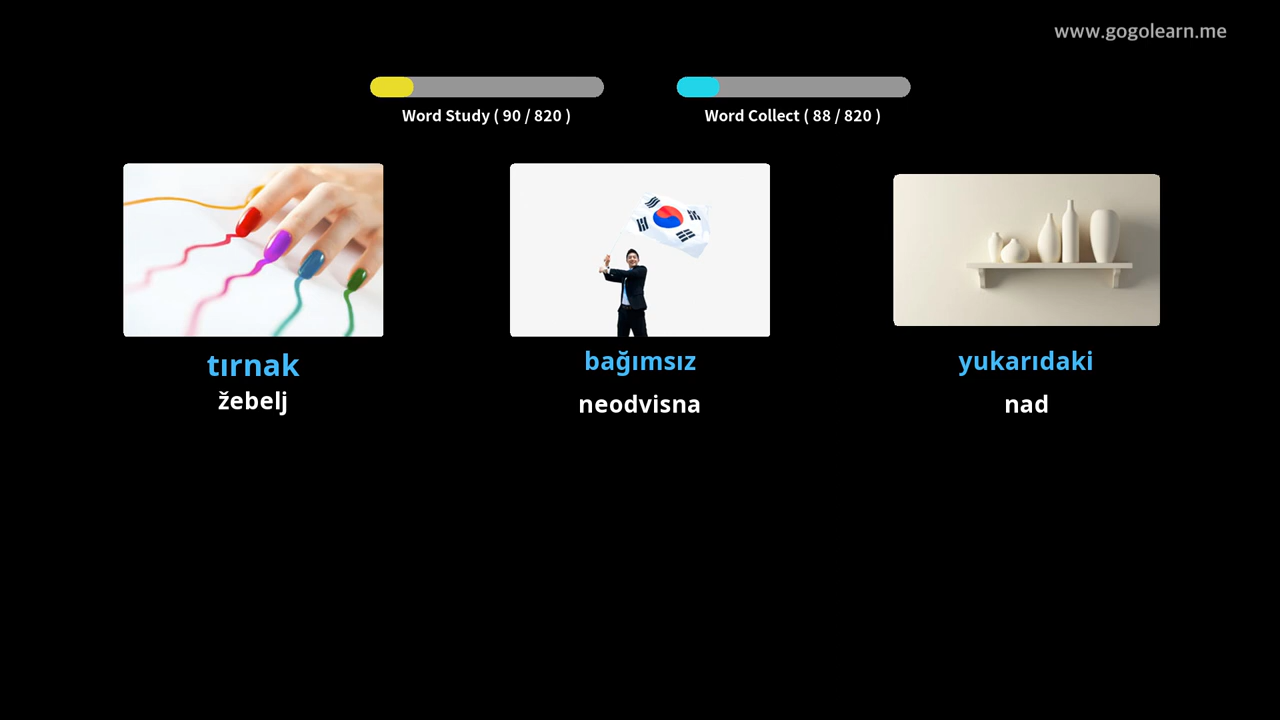 www.gogolearn.me
Word Study ( 90 / 820 )
Word Collect ( 88 / 820 )
tırnak
žebelj
bağımsız
neodvisna
yukarıdaki
nad